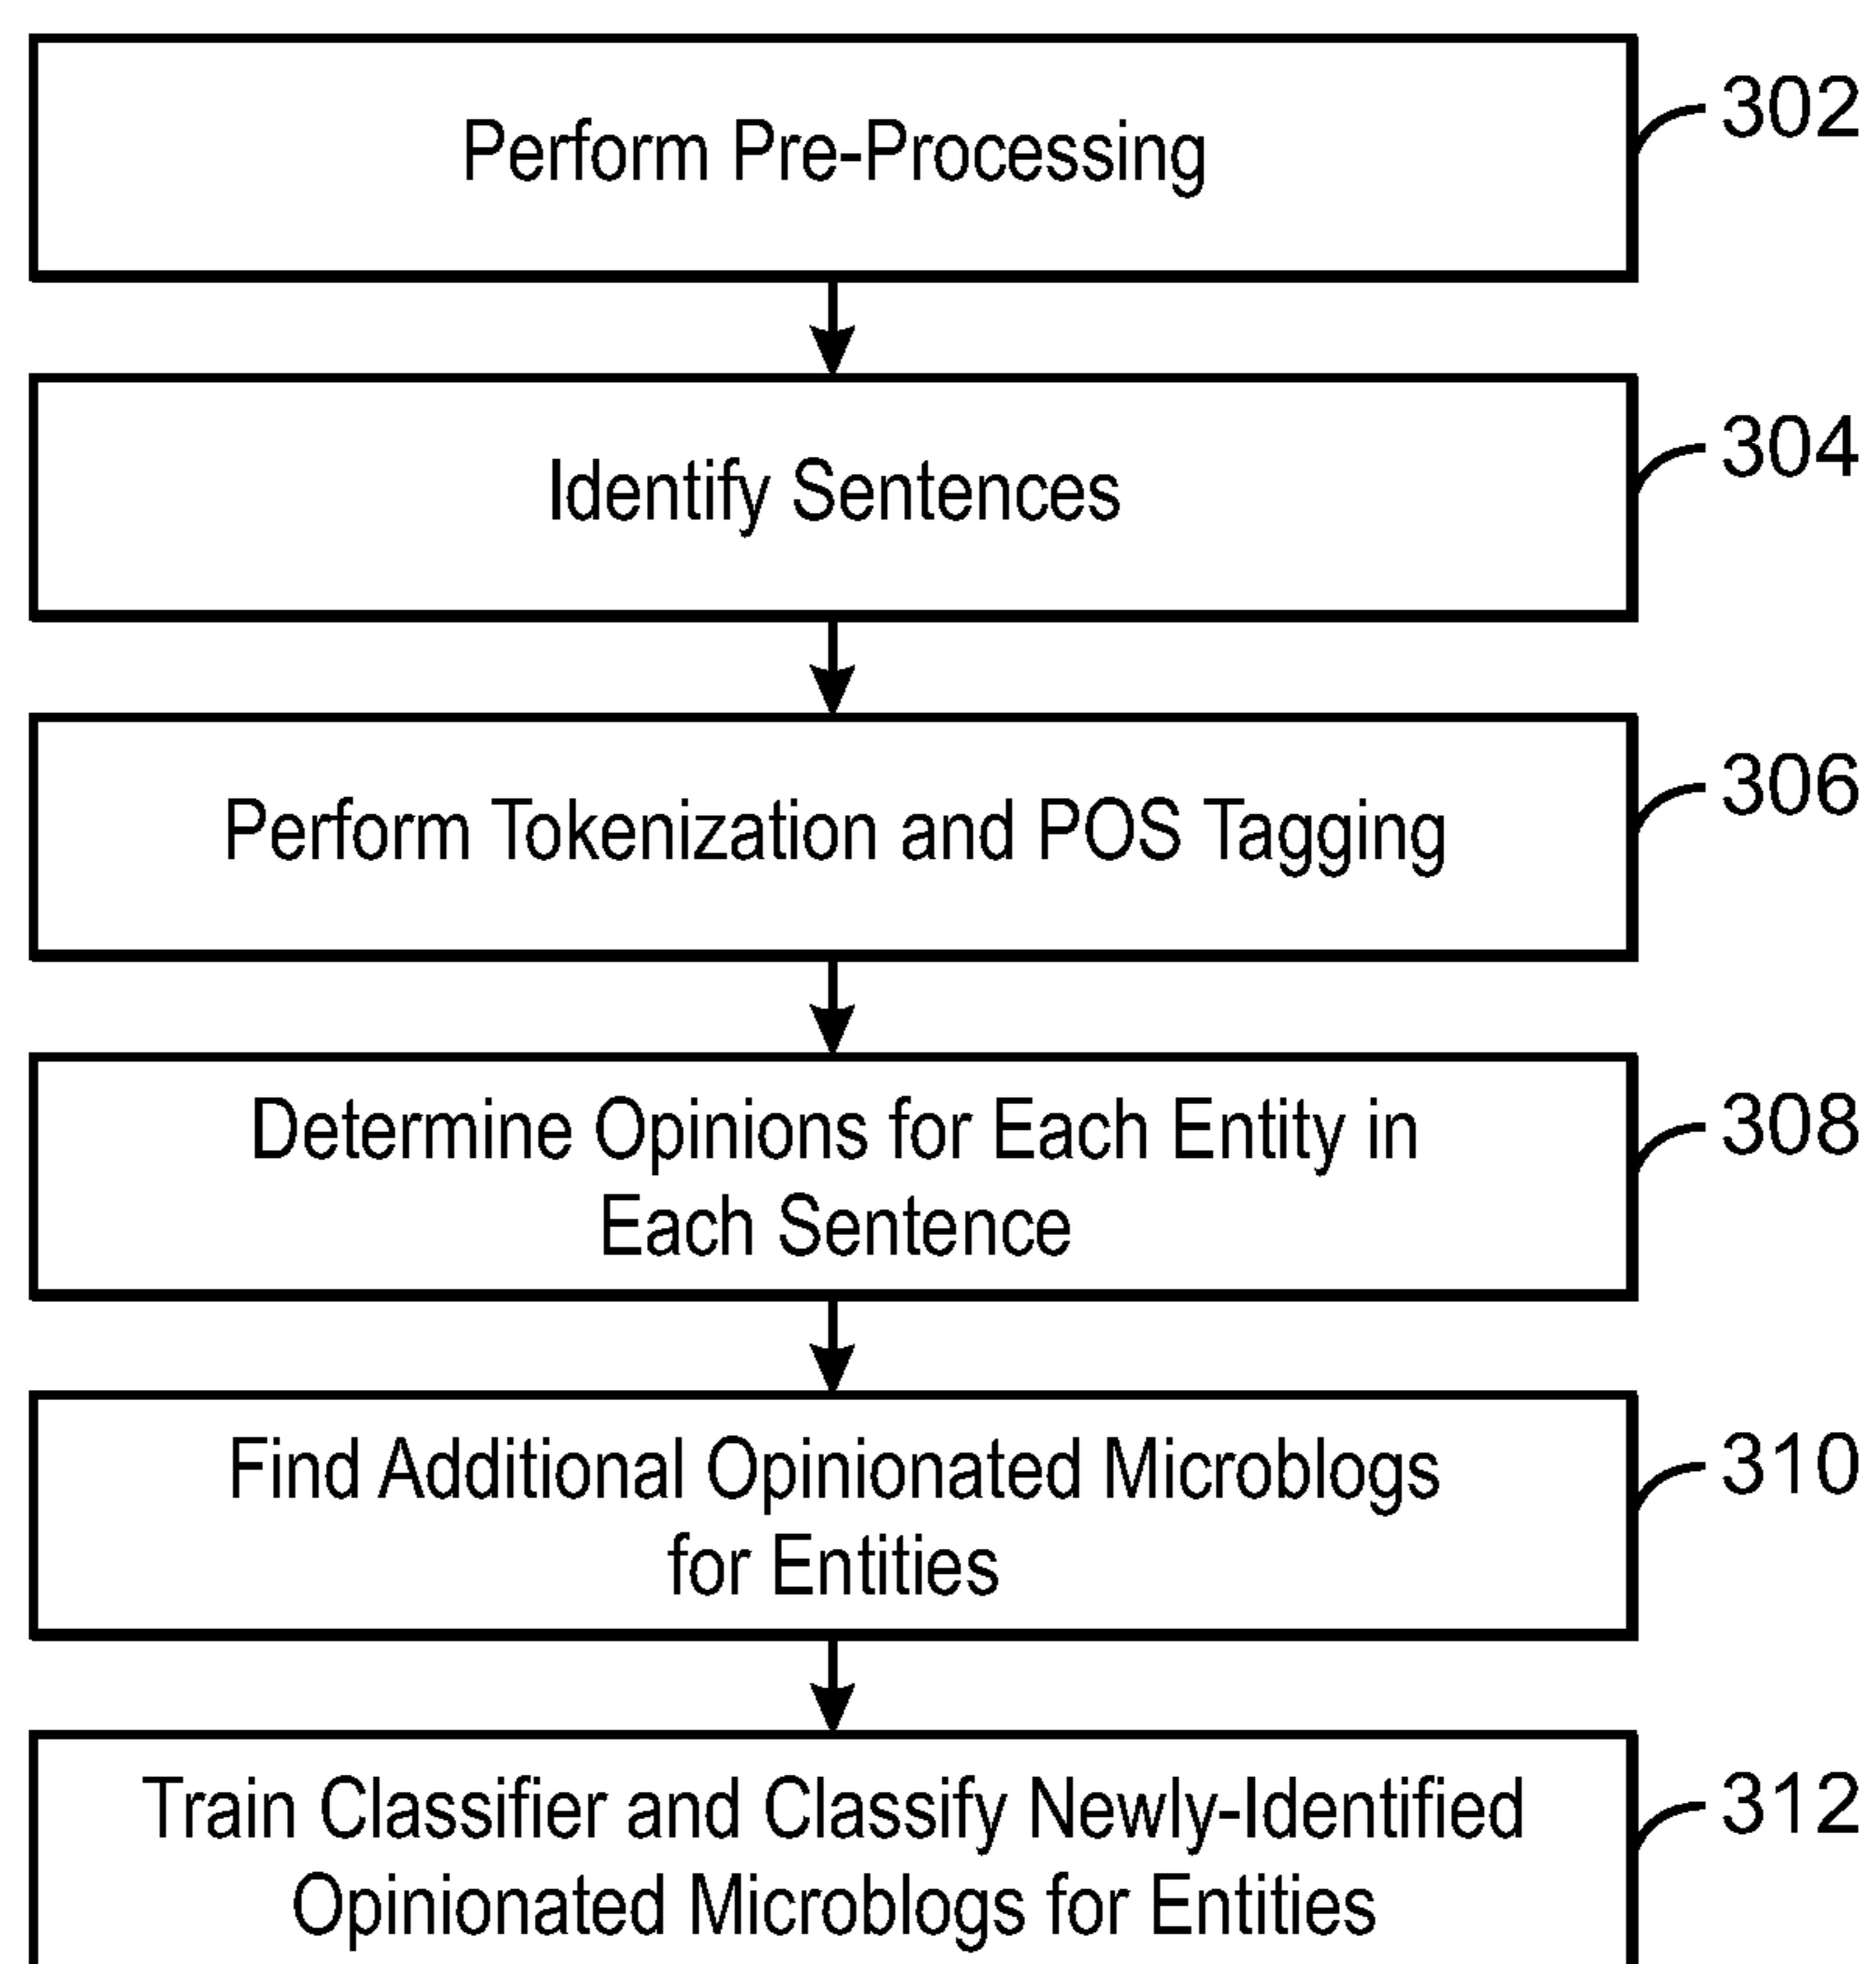 Perform Pre-Processing
302
Identify Sentences
304
Perform Tokenization and POS Tagging
306
Determine Opinions for Each Entity in
Each Sentence
308
Find Additional Opinionated Microblogs
for Entities
310
Train Classifier and Classify Newly-Identified
Opinionated Microblogs for Entities
312